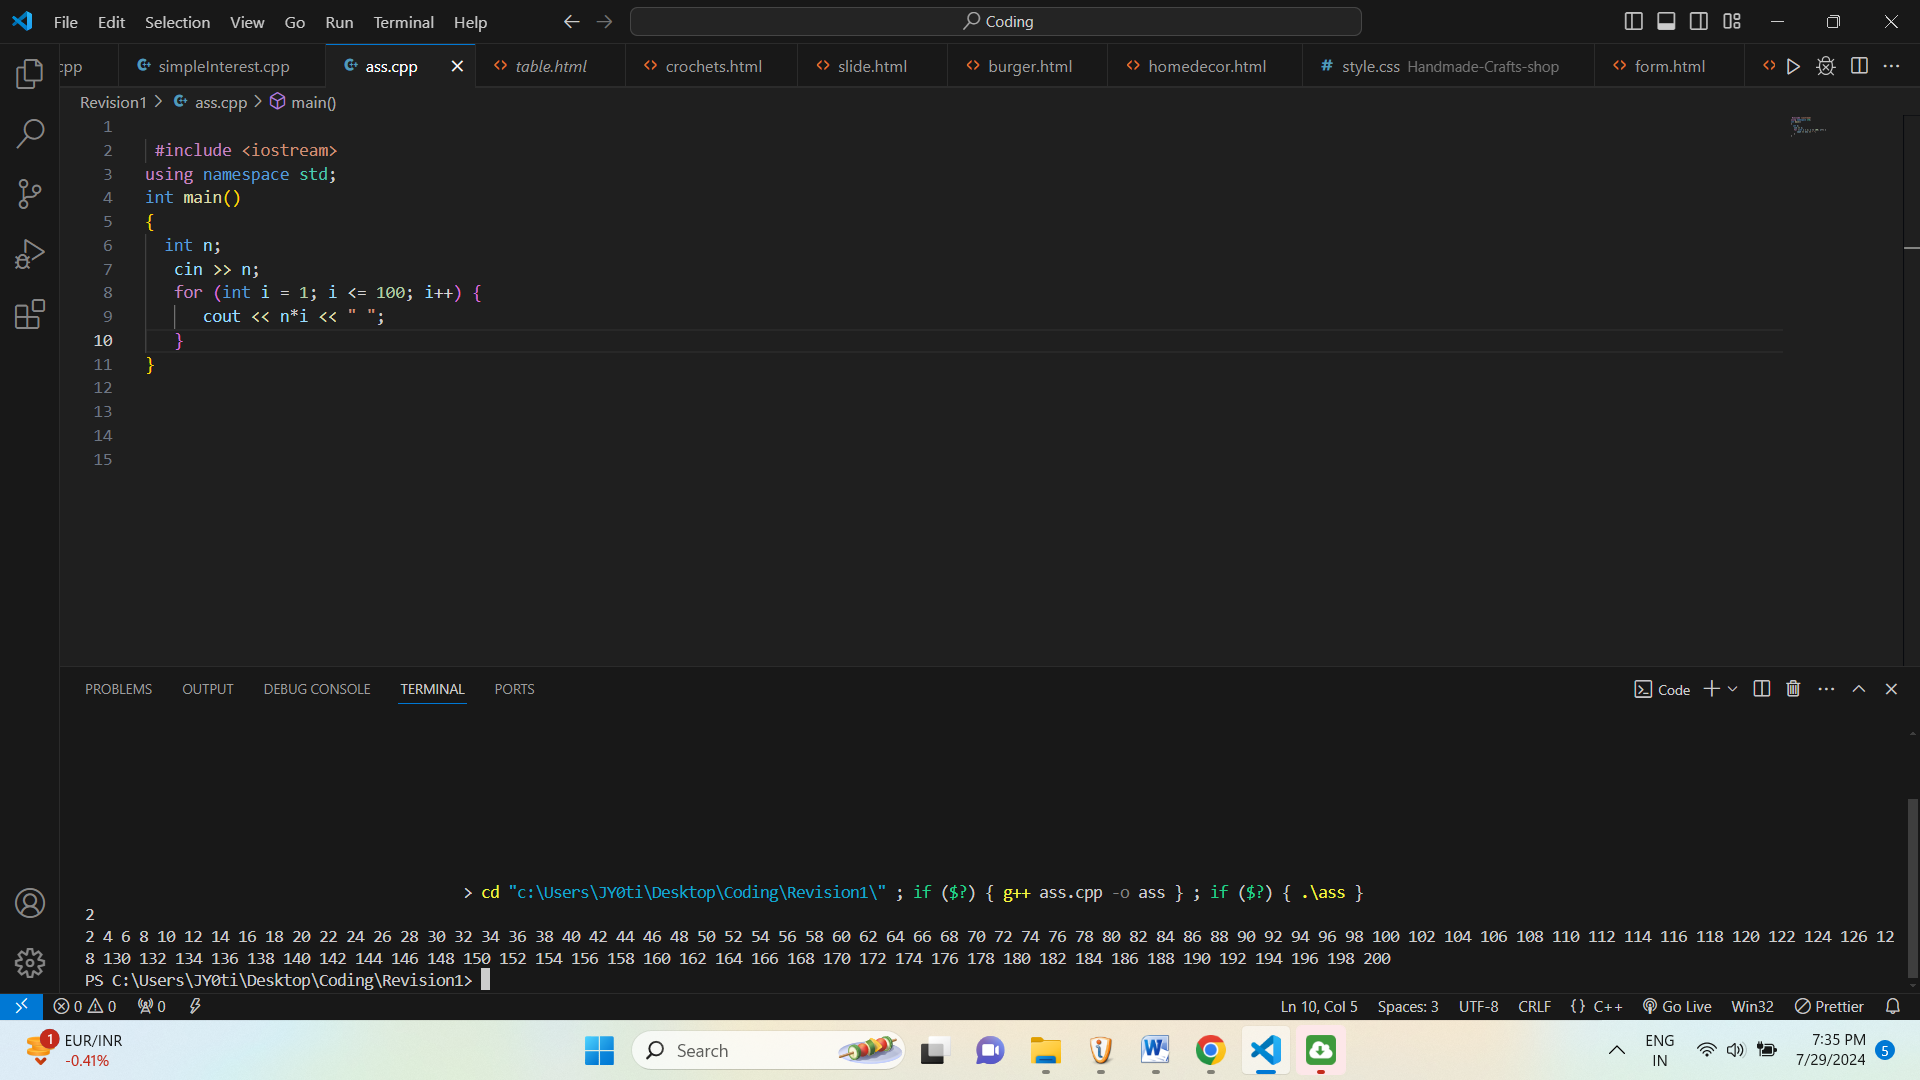 File Edit Selection View Go Run Terminal Help
Coding
cpp simpleInterest.cpp ass.cpp table.html crochets.html slide.html burger.html homedecor.html style.css Handmade-Crafts-shop form.html
Revision1 > ass.cpp > main()
1
2 #include <iostream>
3 using namespace std;
4 int main()
5 {
6 int n;
7 cin >> n;
8 for (int i = 1; i <= 100; i++) {
9 cout << n*i << " ";
10 }
11 }
12
13
14
15
PROBLEMS OUTPUT DEBUG CONSOLE TERMINAL PORTS
Code
> cd "c:\Users\JY0ti\Desktop\Coding\Revision1\" ; if ($?) { g++ ass.cpp -o ass } ; if ($?) { .\ass }
2
2 4 6 8 10 12 14 16 18 20 22 24 26 28 30 32 34 36 38 40 42 44 46 48 50 52 54 56 58 60 62 64 66 68 70 72 74 76 78 80 82 84 86 88 90 92 94 96 98 100 102 104 106 108 110 112 114 116 118 120 122 124 126 12
8 130 132 134 136 138 140 142 144 146 148 150 152 154 156 158 160 162 164 166 168 170 172 174 176 178 180 182 184 186 188 190 192 194 196 198 200
PS C:\Users\JY0ti\Desktop\Coding\Revision1>
0 0 0 Ln 10, Col 5 Spaces: 3 UTF-8 CRLF {} C++ Go Live Win32 Prettier
1 EUR/INR
-0.41%
Search
ENG
IN
7:35 PM
7/29/2024
5